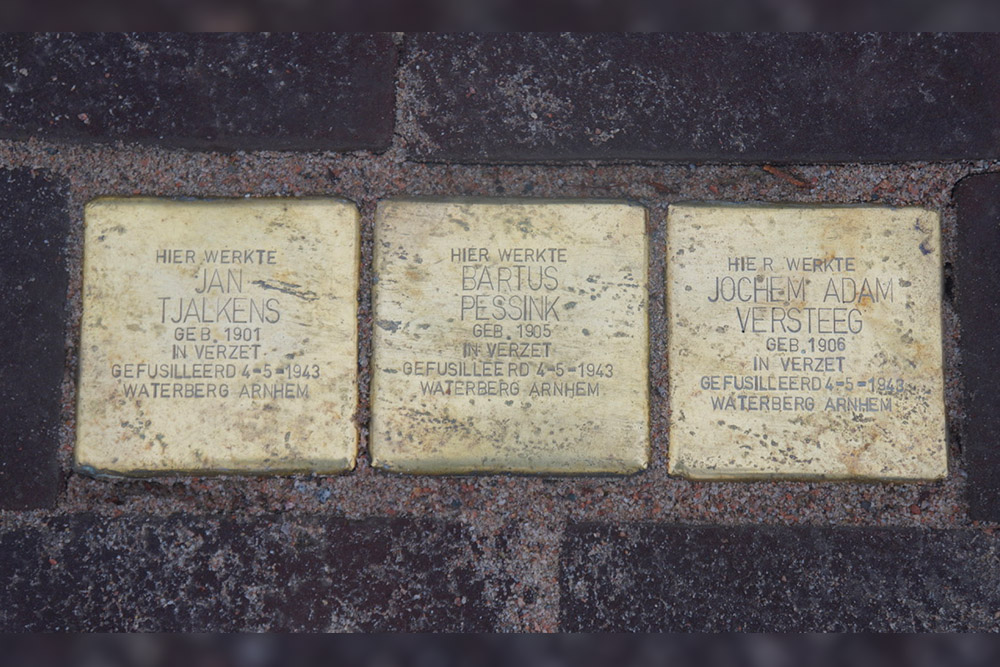 HIER WERKTE
JAN
TJALKENS
GEB. 1901
IN VERZET
GEFUSILLEERD 4-5-1943
WATERBERG ARNHEM
HIER WERKTE
BARTUS
PESSINK
GEB. 1905
IN VERZET
GEFUSILLEERD 4-5-1943
WATERBERG ARNHEM
HIER WERKTE
JOCHEM ADAM
VERSTEEG
GEB. 1906
IN VERZET
GEFUSILLEERD 4-5-1943
WATERBERG ARNHEM